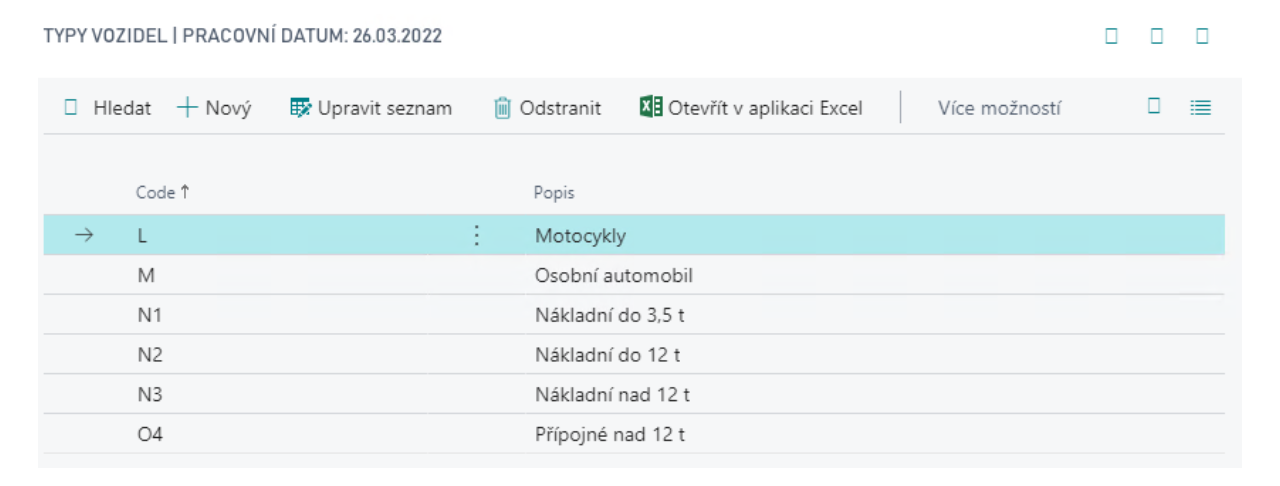 TYPY VOZIDEL | PRACOVNÍ DATUM: 26.03.2022
Hledat Nový Upravit seznam Odstranit Otevřít v aplikaci Excel Více možností
Code ↑ Popis
L Motocykly
M Osobní automobil
N1 Nákladní do 3,5 t
N2 Nákladní do 12 t
N3 Nákladní nad 12 t
O4 Přípojné nad 12 t